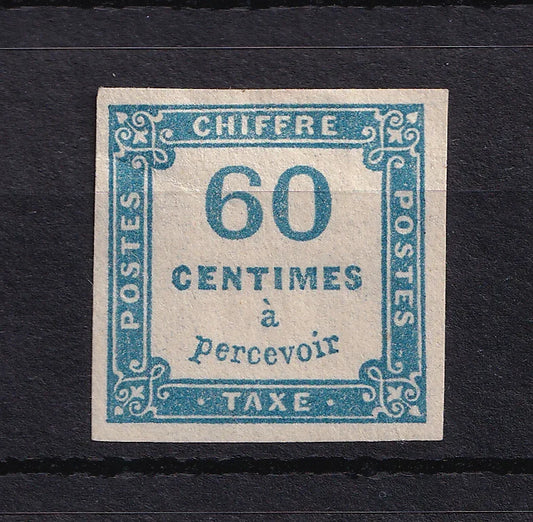 CHIFFRE
POSTES
60
CENTIMES
à
percevoir
POSTES
· TAXE ·